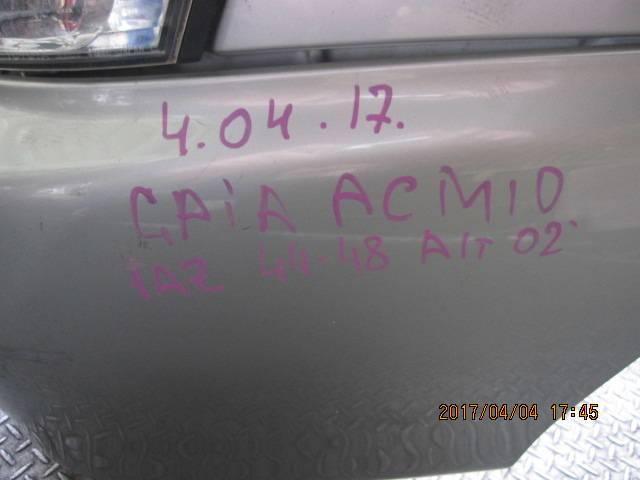 4.04.17.
GAiA ACM10
1AZ 44-48 A/T 02'
2017/04/04 17:45